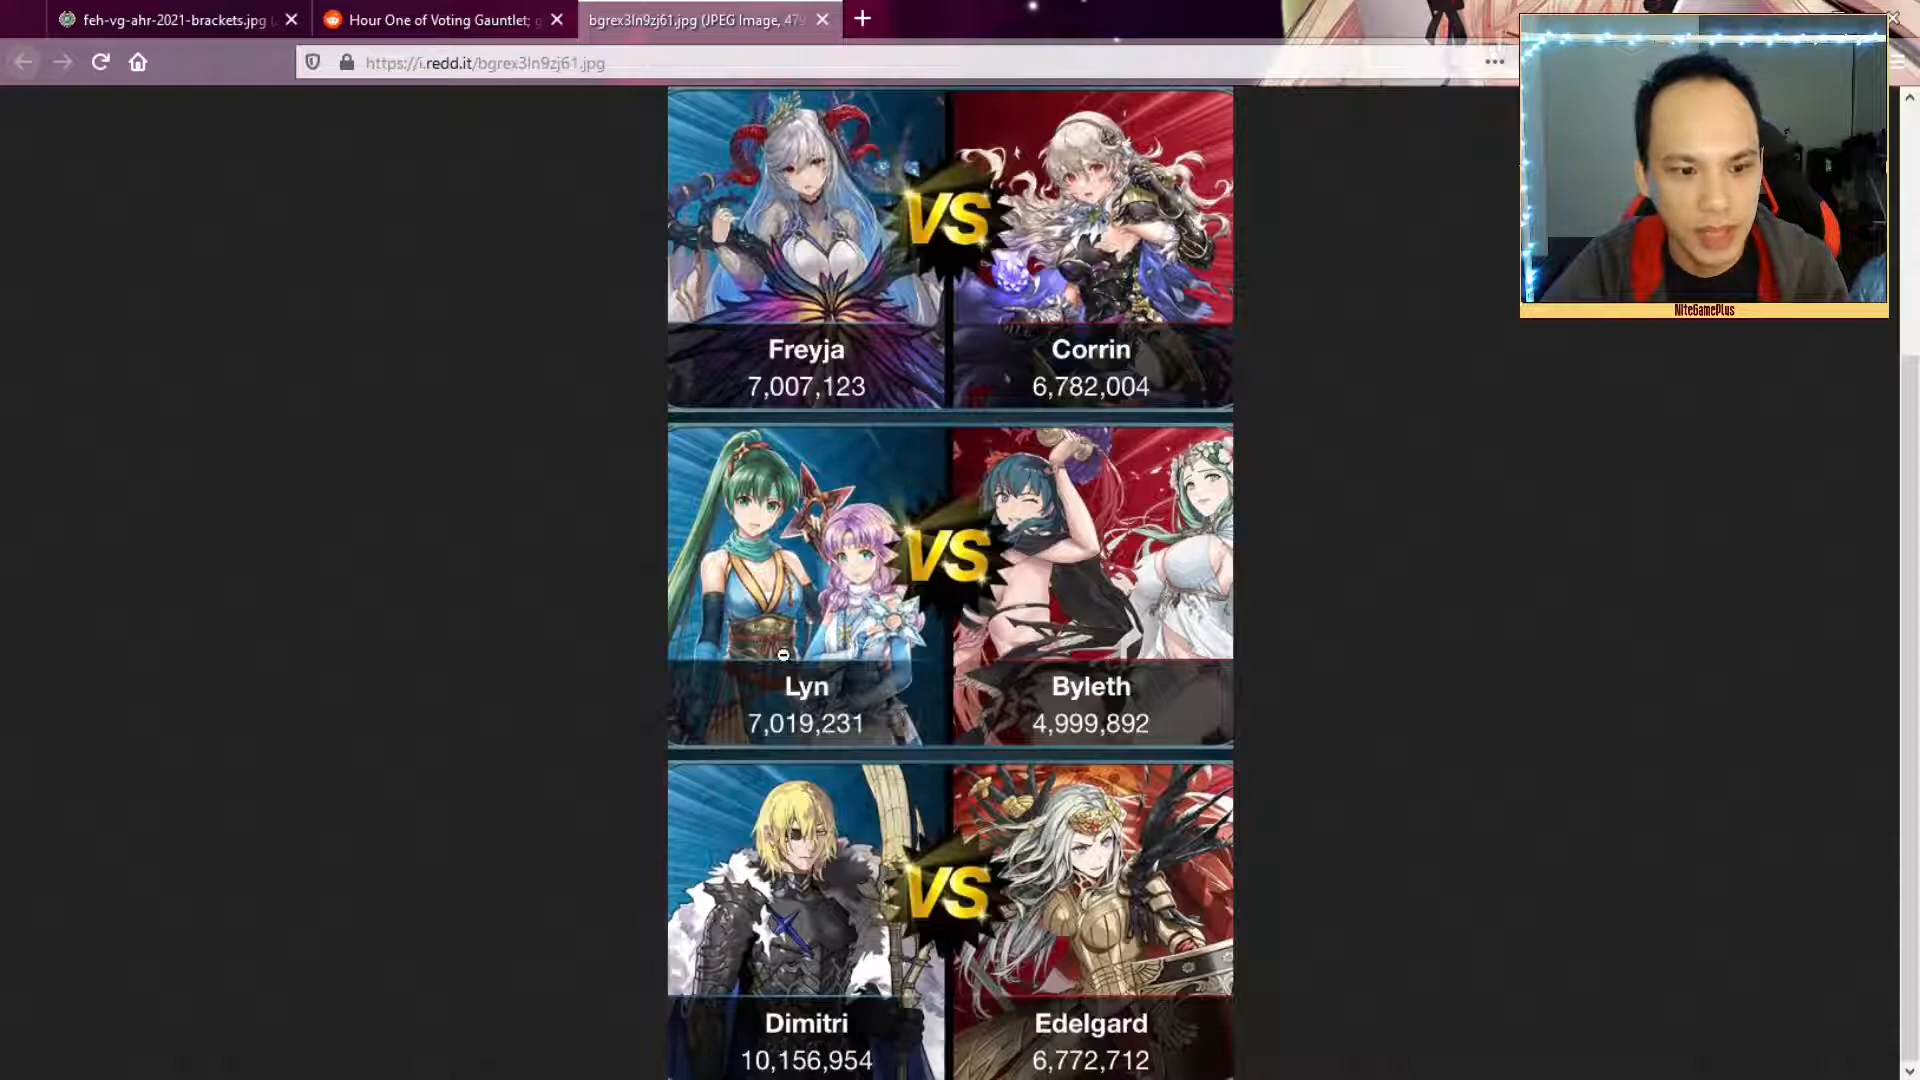 feh-vg-ahr-2021-brackets.jpg
Hour One of Voting Gauntlet;
bgrex3ln9zj61.jpg (JPEG Image, 479
https://i.redd.it/bgrex3ln9zj61.jpg
NiteGamePlus
VS
Freyja
7,007,123
Corrin
6,782,004
VS
Lyn
7,019,231
Byleth
4,999,892
VS
Dimitri
10,156,954
Edelgard
6,772,712